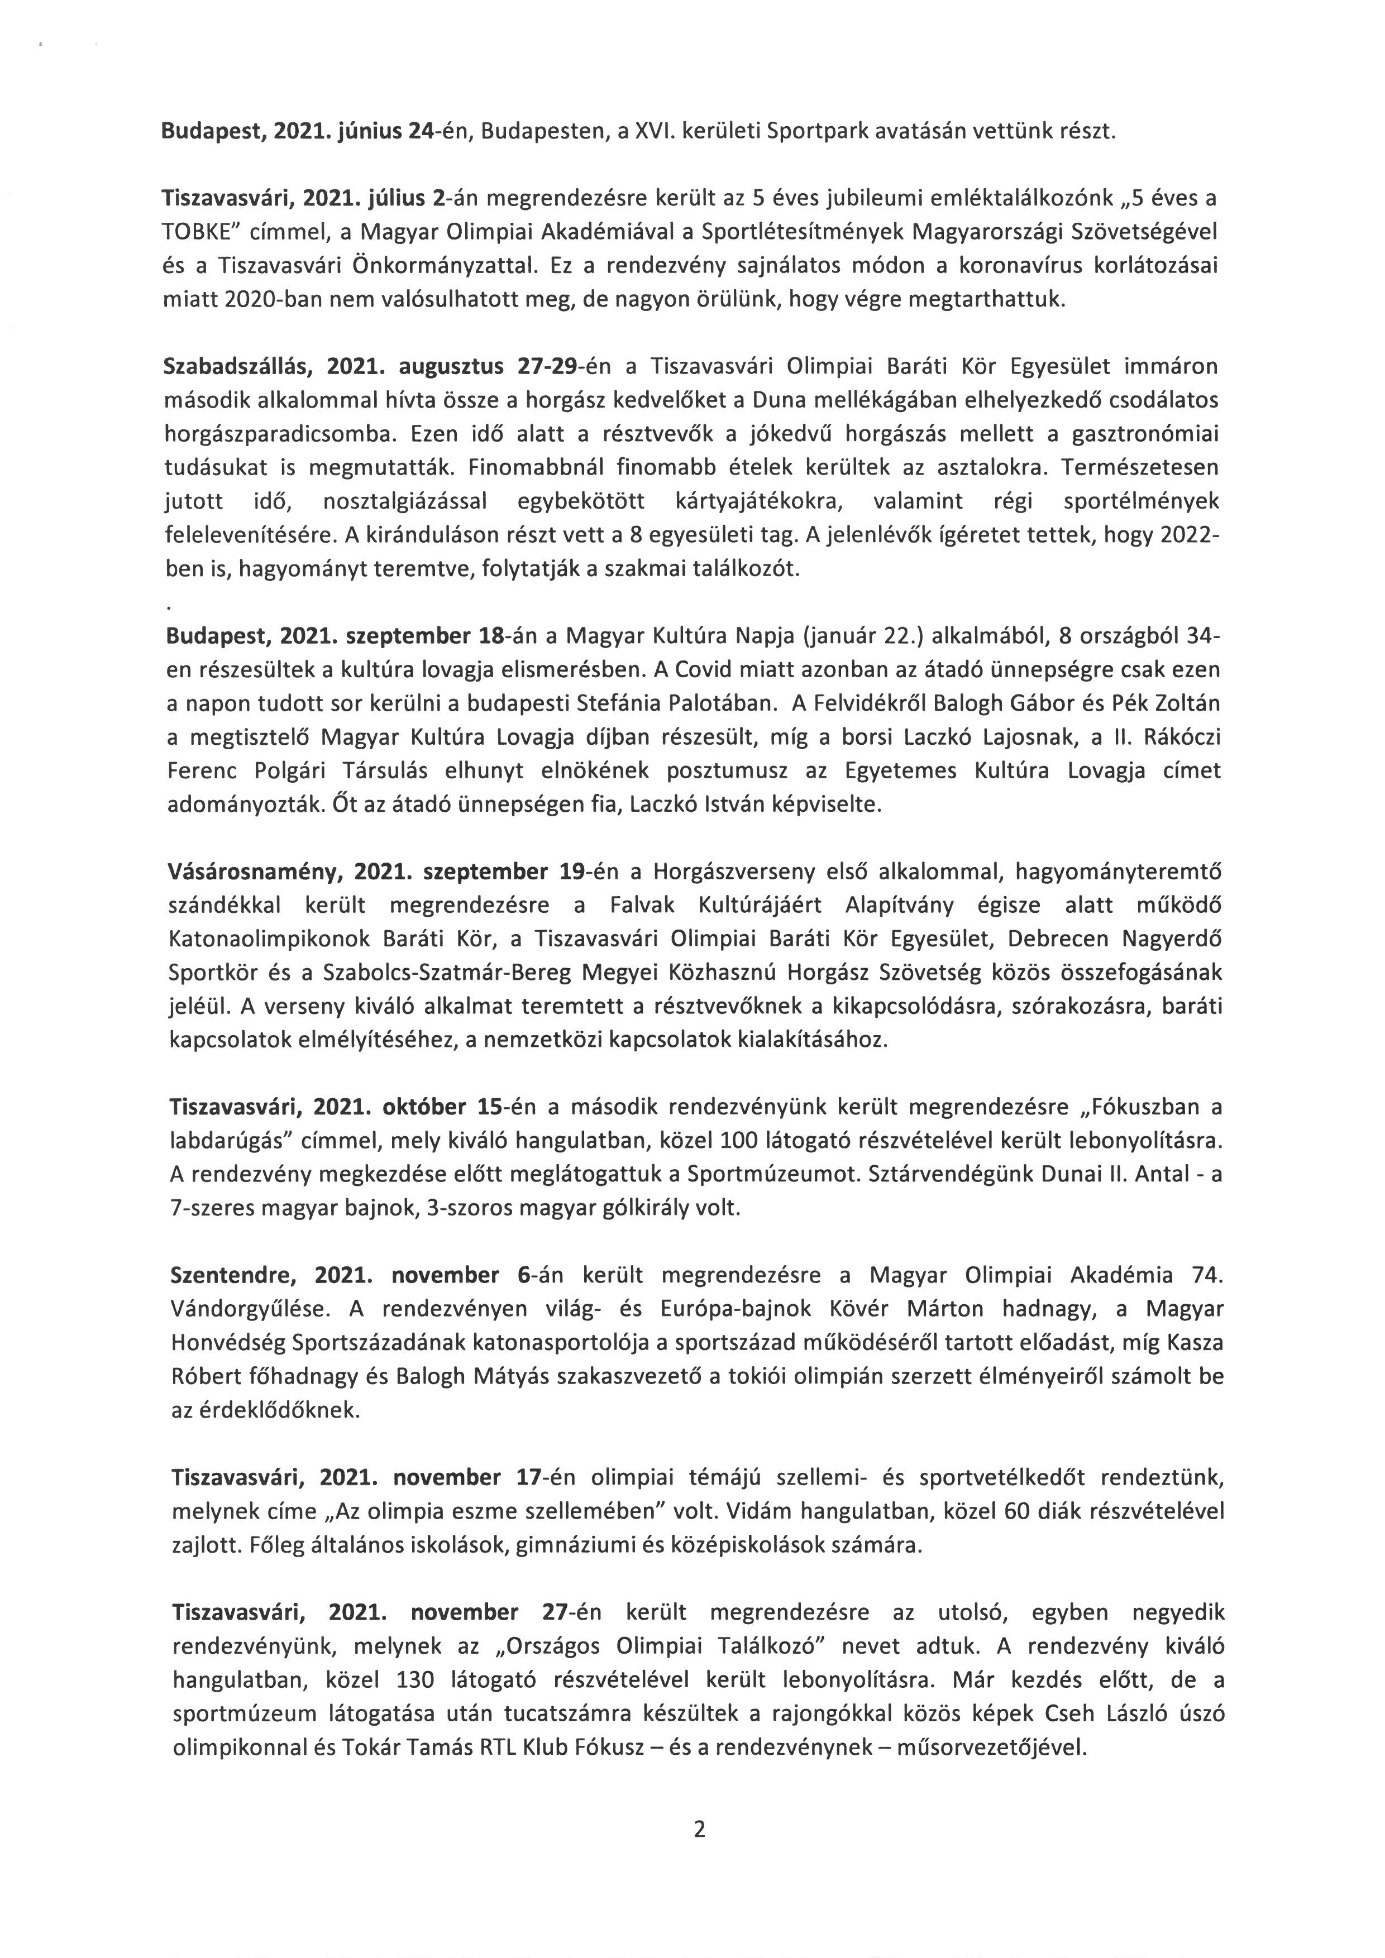 Budapest, 2021. június 24-én, Budapesten, a XVI. kerületi Sportpark avatásán vettünk részt.
Tiszavasvári, 2021. július 2-án megrendezésre került az 5 éves jubileumi emléktalálkozónk „5 éves a
TOBKE” címmel, a Magyar Olimpiai Akadémiával a Sportlétesítmények Magyarországi Szövetségével
és a Tiszavasvári Önkormányzattal. Ez a rendezvény sajnálatos módon a koronavírus korlátozásai
miatt 2020-ban nem valósulhatott meg, de nagyon örülünk, hogy végre megtarthattuk.
Szabadszállás, 2021. augusztus 27-29-én a Tiszavasvári Olimpiai Baráti Kör Egyesület immáron
második alkalommal hívta össze a horgász kedvelőket a Duna mellékágában elhelyezkedő csodálatos
horgászparadicsomba. Ezen idő alatt a résztvevők a jókedvű horgászás mellett a gasztronómiai
tudásukat is megmutatták. Finomabbnál finomabb ételek kerültek az asztalokra. Természetesen
jutott idő, nosztalgiázással egybekötött kártyajátékokra, valamint régi sportélmények
felelevenítésére. A kiránduláson részt vett a 8 egyesületi tag. A jelenlévők ígéretet tettek, hogy 2022-
ben is, hagyományt teremtve, folytatják a szakmai találkozót.
.
Budapest, 2021. szeptember 18-án a Magyar Kultúra Napja (január 22.) alkalmából, 8 országból 34-
en részesültek a kultúra lovagja elismerésben. A Covid miatt azonban az átadó ünnepségre csak ezen
a napon tudott sor kerülni a budapesti Stefánia Palotában. A Felvidékről Balogh Gábor és Pék Zoltán
a megtisztelő Magyar Kultúra Lovagja díjban részesült, míg a borsi Laczkó Lajosnak, a II. Rákóczi
Ferenc Polgári Társulás elhunyt elnökének posztumusz az Egyetemes Kultúra Lovagja címet
adományozták. Őt az átadó ünnepségen fia, Laczkó István képviselte.
Vásárosnamény, 2021. szeptember 19-én a Horgászverseny első alkalommal, hagyományteremtő
szándékkal került megrendezésre a Falvak Kultúrájáért Alapítvány égisze alatt működő
Katonaolimpikonok Baráti Kör, a Tiszavasvári Olimpiai Baráti Kör Egyesület, Debrecen Nagyerdő
Sportkör és a Szabolcs-Szatmár-Bereg Megyei Közhasznú Horgász Szövetség közös összefogásának
jeléül. A verseny kiváló alkalmat teremtett a résztvevőknek a kikapcsolódásra, szórakozásra, baráti
kapcsolatok elmélyítéséhez, a nemzetközi kapcsolatok kialakításához.
Tiszavasvári, 2021. október 15-én a második rendezvényünk került megrendezésre „Fókuszban a
labdarúgás” címmel, mely kiváló hangulatban, közel 100 látogató részvételével került lebonyolításra.
A rendezvény megkezdése előtt meglátogattuk a Sportmúzeumot. Sztárvendégünk Dunai II. Antal - a
7-szeres magyar bajnok, 3-szoros magyar gólkirály volt.
Szentendre, 2021. november 6-án került megrendezésre a Magyar Olimpiai Akadémia 74.
Vándorgyűlése. A rendezvényen világ- és Európa-bajnok Kövér Márton hadnagy, a Magyar
Honvédség Sportszázadának katonasportolója a sportszázad működéséről tartott előadást, míg Kasza
Róbert főhadnagy és Balogh Mátyás szakaszvezető a tokiói olimpián szerzett élményeiről számolt be
az érdeklődőknek.
Tiszavasvári, 2021. november 17-én olimpiai témájú szellemi- és sportvetélkedőt rendeztünk,
melynek címe „Az olimpia eszme szellemében” volt. Vidám hangulatban, közel 60 diák részvételével
zajlott. Főleg általános iskolások, gimnáziumi és középiskolások számára.
Tiszavasvári, 2021. november 27-én került megrendezésre az utolsó, egyben negyedik
rendezvényünk, melynek az „Országos Olimpiai Találkozó” nevet adtuk. A rendezvény kiváló
hangulatban, közel 130 látogató részvételével került lebonyolításra. Már kezdés előtt, de a
sportmúzeum látogatása után tucatszámra készültek a rajongókkal közös képek Cseh László úszó
olimpikonnal és Tokár Tamás RTL Klub Fókusz – és a rendezvénynek – műsorvezetőjével.
2